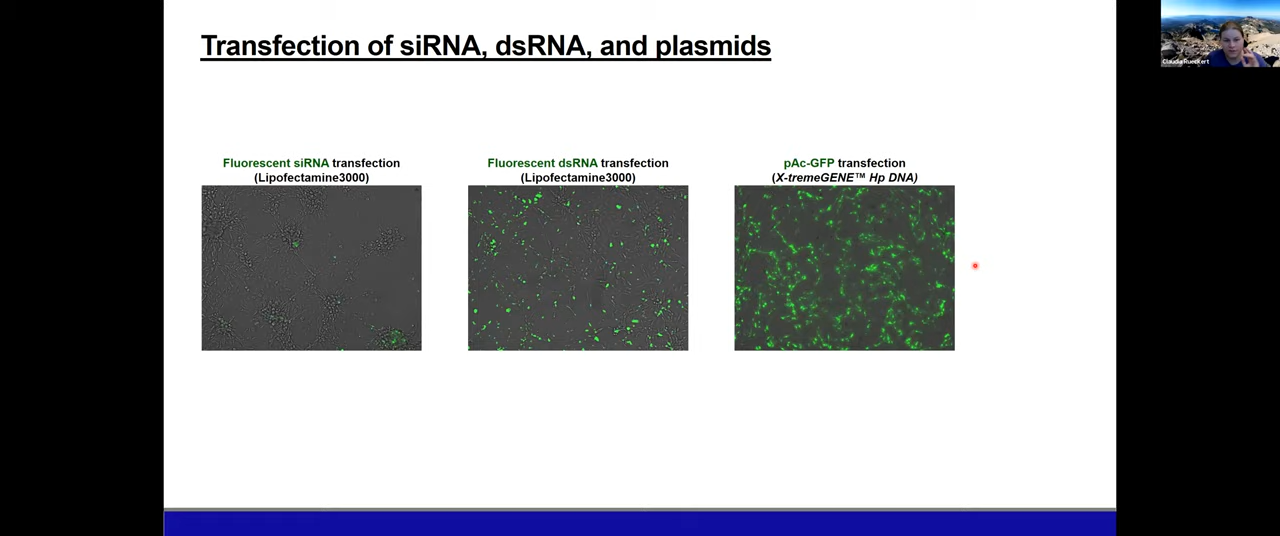 Transfection of siRNA, dsRNA, and plasmids
Fluorescent siRNA transfection
(Lipofectamine3000)
Fluorescent dsRNA transfection
(Lipofectamine3000)
pAc-GFP transfection
(X-tremeGENE™ Hp DNA)
Claudia Rueckert